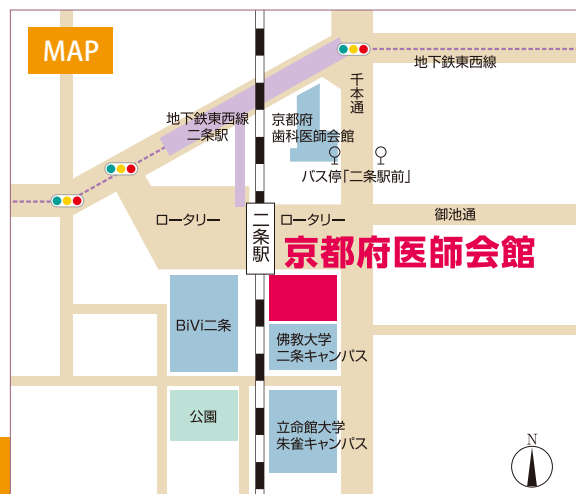 MAP
地下鉄東西線
千本通
地下鉄東西線
二条駅
京都府
歯科医師会館
バス停「二条駅前」
ロータリー
二条駅
ロータリー
御池通
京都府医師会館
BiVi二条
佛教大学
二条キャンパス
公園
立命館大学
朱雀キャンパス
N